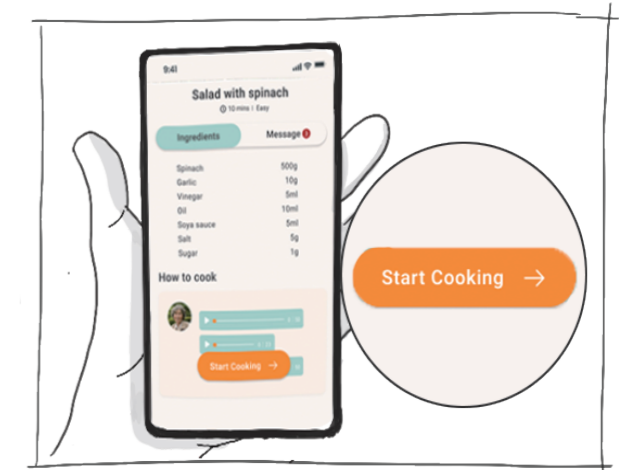 9:41
Salad with spinach
10 mins | Easy
Ingredients Message
Spinach 500g
Garlic 10g
Vinegar 5ml
Oil 10ml
Soya sauce 5ml
Salt 5g
Sugar 1g
How to cook
Start Cooking →
Start Cooking →